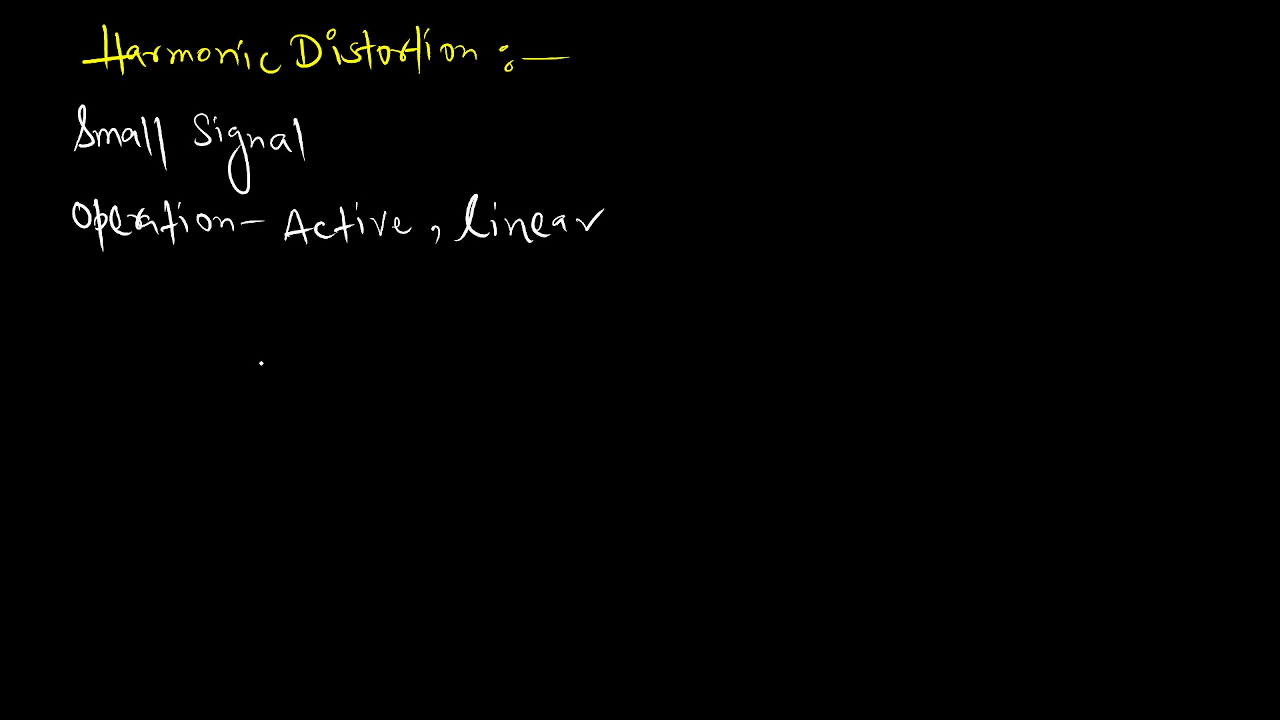 Harmonic Distortion :—
Small Signal
Operation - Active, linear